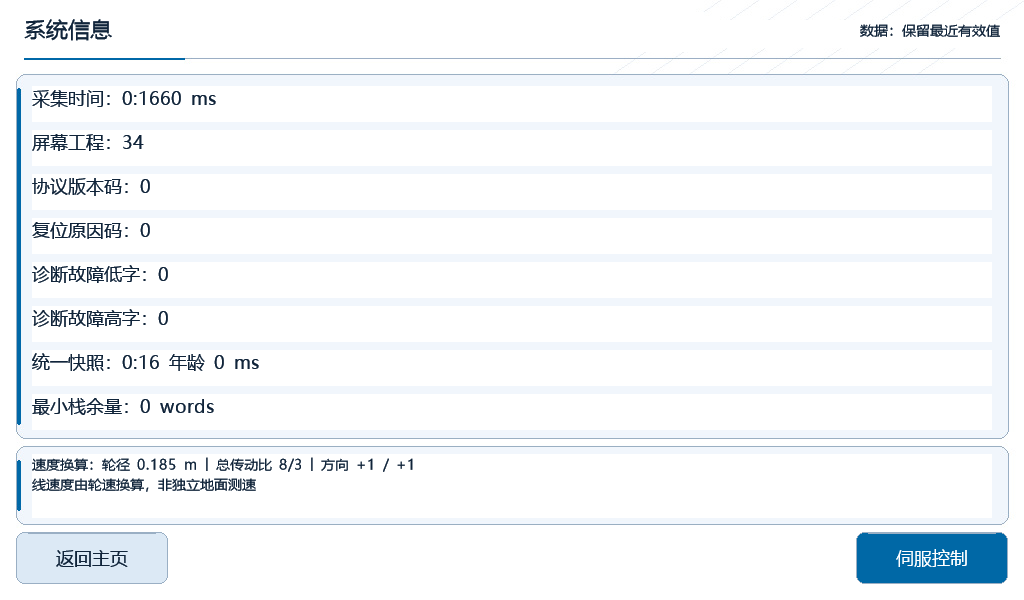 系统信息
数据：保留最近有效值
采集时间：0:1660 ms
屏幕工程：34
协议版本码：0
复位原因码：0
诊断故障低字：0
诊断故障高字：0
统一快照：0:16 年龄 0 ms
最小栈余量：0 words
速度换算：轮径 0.185 m | 总传动比 8/3 | 方向 +1 / +1
线速度由轮速换算，非独立地面测速
返回主页
伺服控制